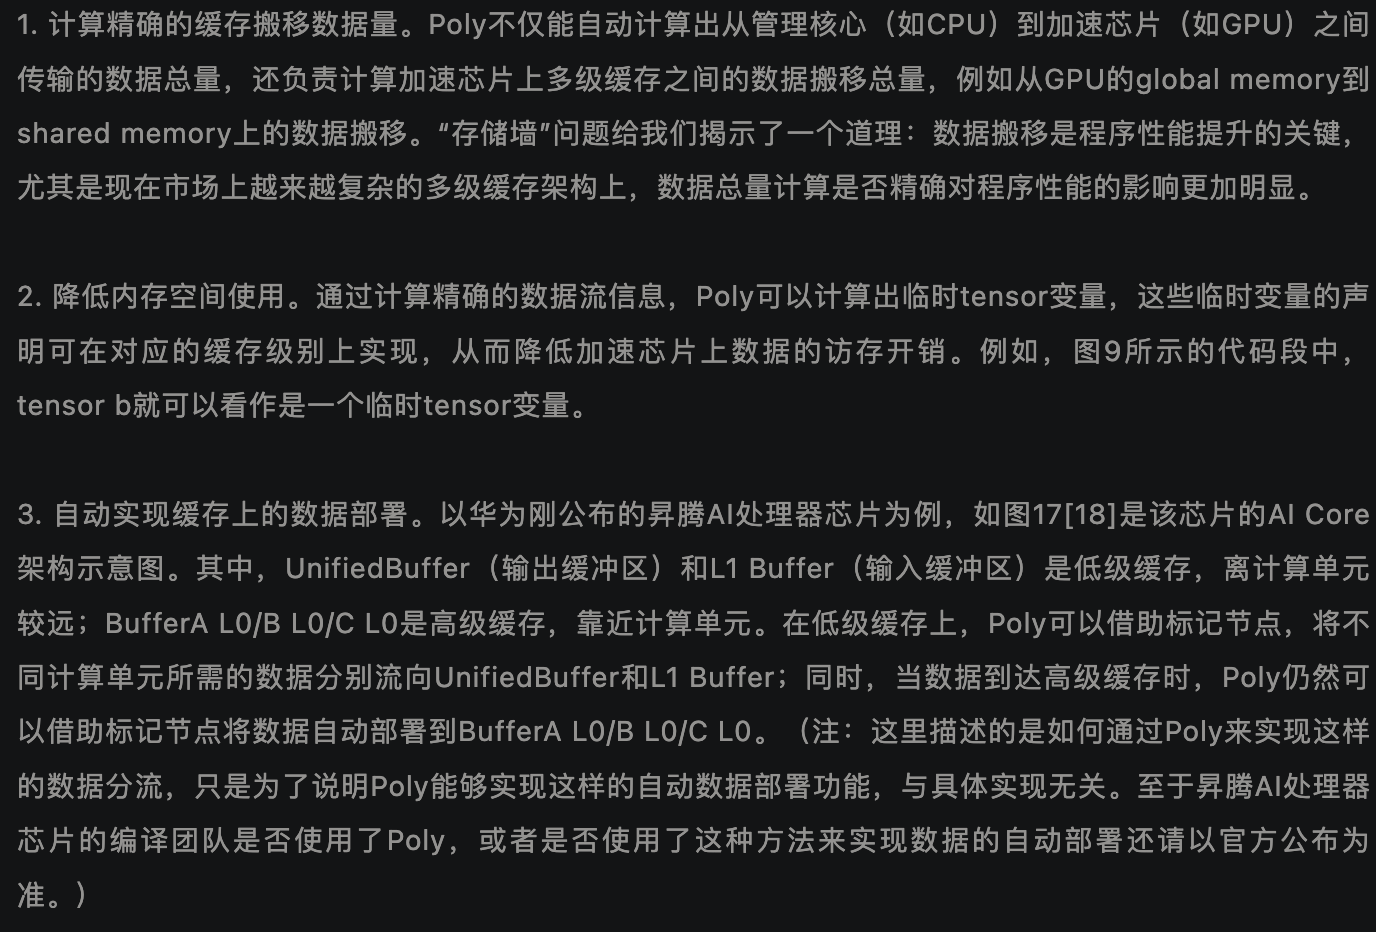 1. 计算精确的缓存搬移数据量。Poly不仅能自动计算出从管理核心（如CPU）到加速芯片（如GPU）之间
传输的数据总量，还负责计算加速芯片上多级缓存之间的数据搬移总量，例如从GPU的global memory到
shared memory上的数据搬移。“存储墙”问题给我们揭示了一个道理：数据搬移是程序性能提升的关键，
尤其是现在市场上越来越复杂的多级缓存架构上，数据总量计算是否精确对程序性能的影响更加明显。
2. 降低内存空间使用。通过计算精确的数据流信息，Poly可以计算出临时tensor变量，这些临时变量的声
明可在对应的缓存级别上实现，从而降低加速芯片上数据的访存开销。例如，图9所示的代码段中，
tensor b就可以看作是一个临时tensor变量。
3. 自动实现缓存上的数据部署。以华为刚公布的昇腾AI处理器芯片为例，如图17[18]是该芯片的AI Core
架构示意图。其中，UnifiedBuffer（输出缓冲区）和L1 Buffer（输入缓冲区）是低级缓存，离计算单元
较远；BufferA L0/B L0/C L0是高级缓存，靠近计算单元。在低级缓存上，Poly可以借助标记节点，将不
同计算单元所需的数据分别流向UnifiedBuffer和L1 Buffer；同时，当数据到达高级缓存时，Poly仍然可
以借助标记节点将数据自动部署到BufferA L0/B L0/C L0。（注：这里描述的是如何通过Poly来实现这样
的数据分流，只是为了说明Poly能够实现这样的自动数据部署功能，与具体实现无关。至于昇腾AI处理器
芯片的编译团队是否使用了Poly，或者是否使用了这种方法来实现数据的自动部署还请以官方公布为
准。）